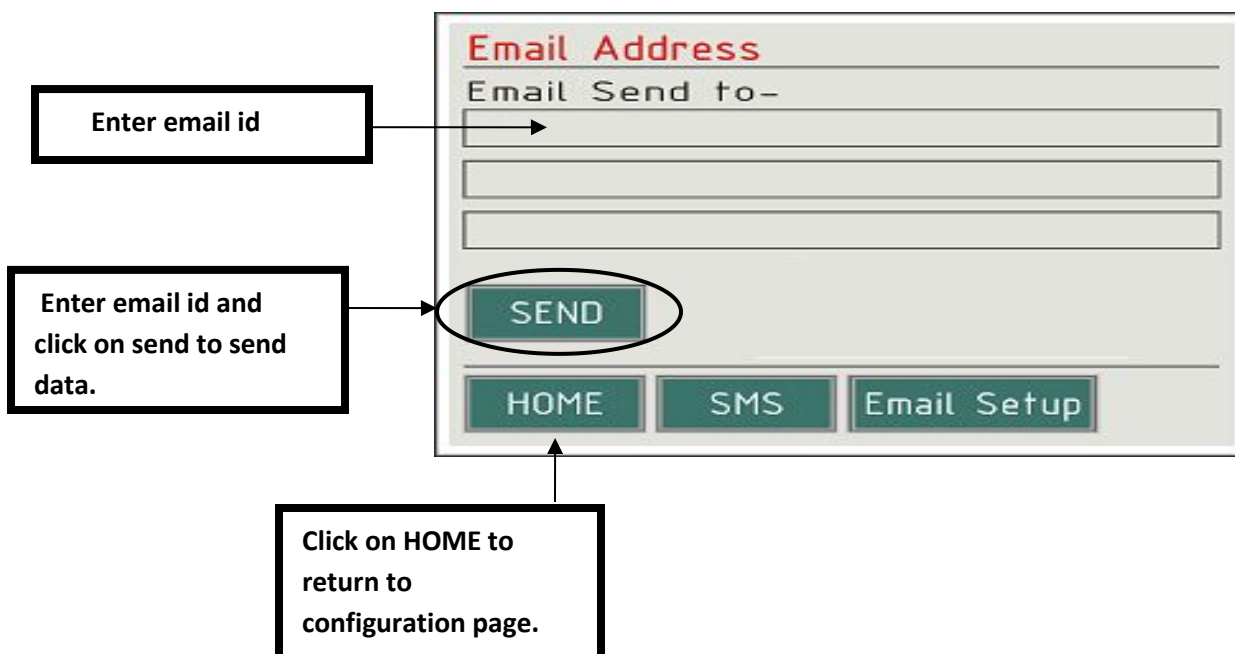 Email Address
Email Send to-
Enter email id
Enter email id and
click on send to send
data.
SEND
HOME
SMS
Email Setup
Click on HOME to
return to
configuration page.